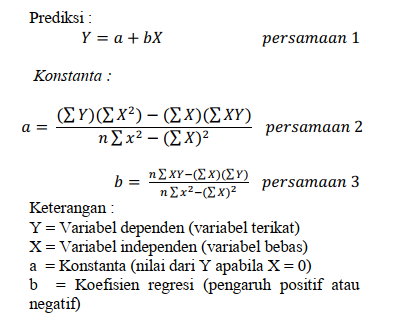 Prediksi :
Y = a + bX persamaan 1
Konstanta :
a = (∑Y)(∑X²) − (∑X)(∑XY) / n∑x² − (∑X)² persamaan 2
b = n∑XY−(∑X)(∑Y) / n∑x²−(∑X)² persamaan 3
Keterangan :
Y = Variabel dependen (variabel terikat)
X = Variabel independen (variabel bebas)
a = Konstanta (nilai dari Y apabila X = 0)
b = Koefisien regresi (pengaruh positif atau
negatif)